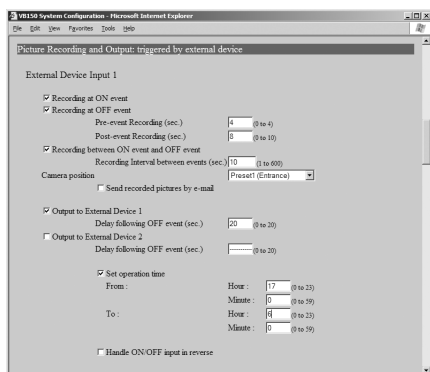 VB150 System Configuration - Microsoft Internet Explorer
File Edit View Favorites Tools Help
Picture Recording and Output: triggered by external device
External Device Input 1
Recording at ON event
Recording at OFF event
Pre-event Recording (sec.) 4 (0 to 4)
Post-event Recording (sec.) 8 (0 to 10)
Recording between ON event and OFF event
Recording Interval between events (sec.) 10 (1 to 600)
Camera position Preset1 (Entrance)
Send recorded pictures by e-mail
Output to External Device 1
Delay following OFF event (sec.) 20 (0 to 20)
Output to External Device 2
Delay following OFF event (sec.) ---------- (0 to 20)
Set operation time
From : Hour : 17 (0 to 23)
Minute : 0 (0 to 59)
To : Hour : 6 (0 to 23)
Minute : 0 (0 to 59)
Handle ON/OFF input in reverse